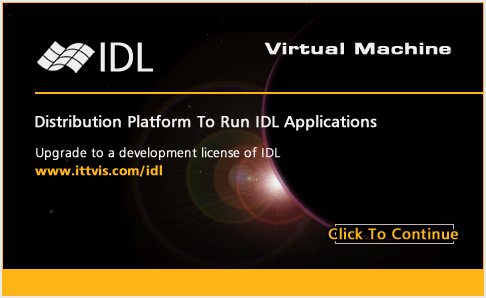 IDL
Virtual Machine
Distribution Platform To Run IDL Applications
Upgrade to a development license of IDL
www.ittvis.com/idl
Click To Continue